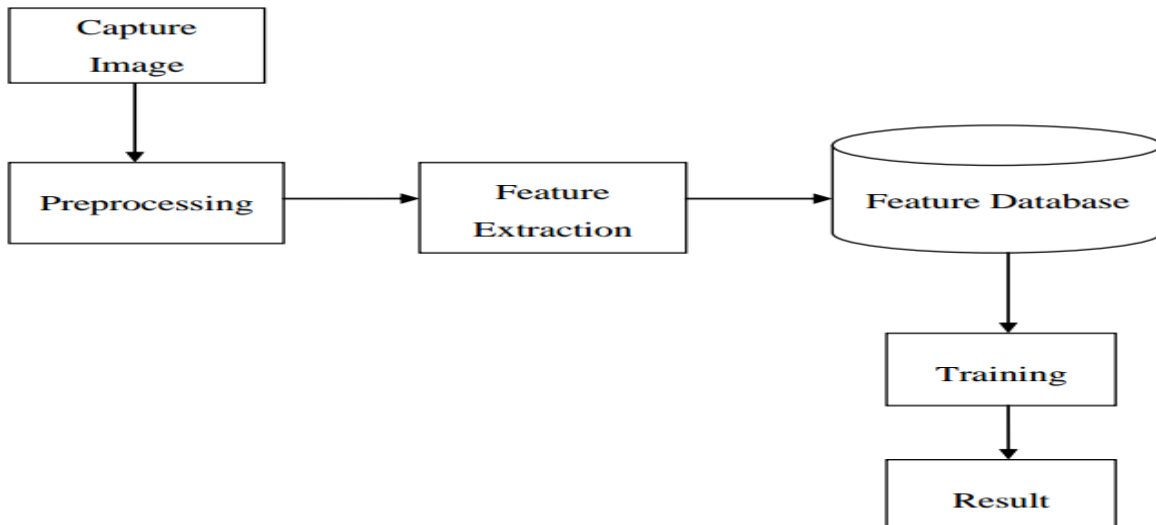 Capture
Image
Preprocessing
Feature
Extraction
Feature Database
Training
Result